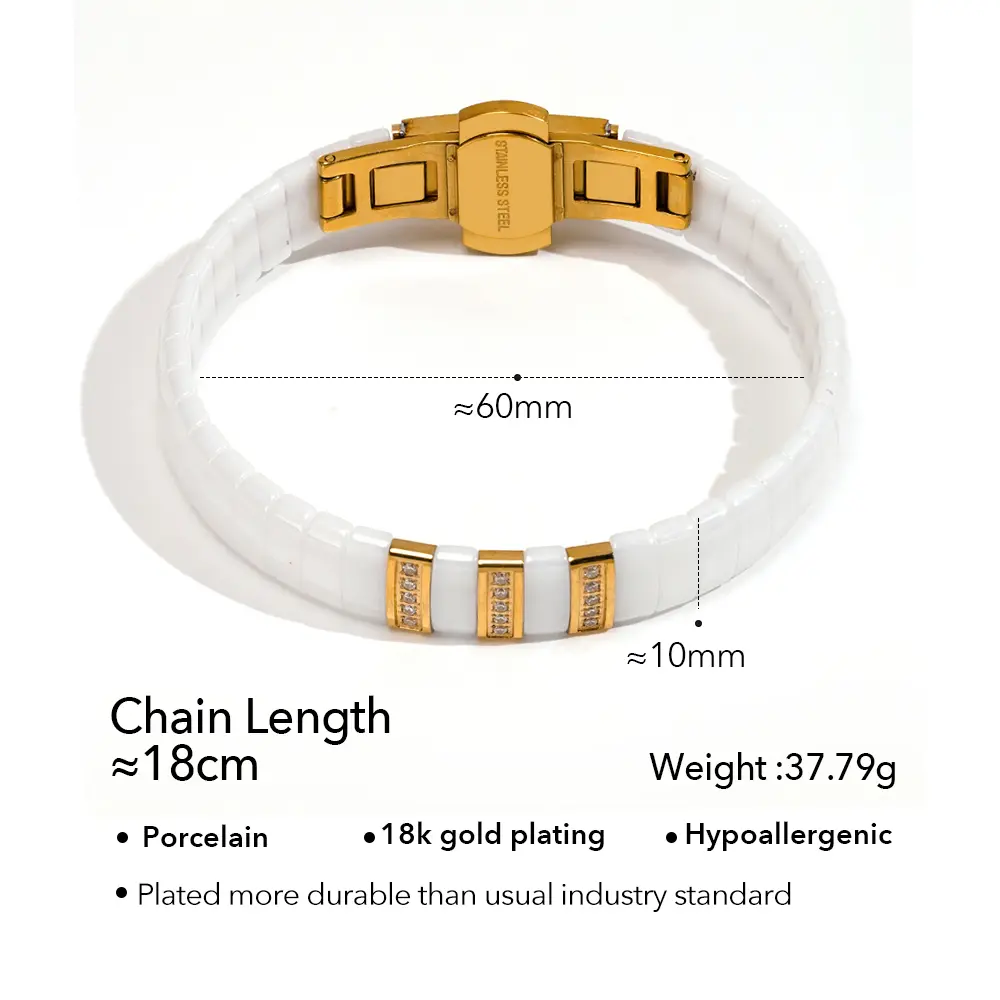 STAINLESS STEEL
≈60mm
≈10mm
Chain Length
≈18cm
Weight :37.79g
• Porcelain
• 18k gold plating
• Hypoallergenic
• Plated more durable than usual industry standard